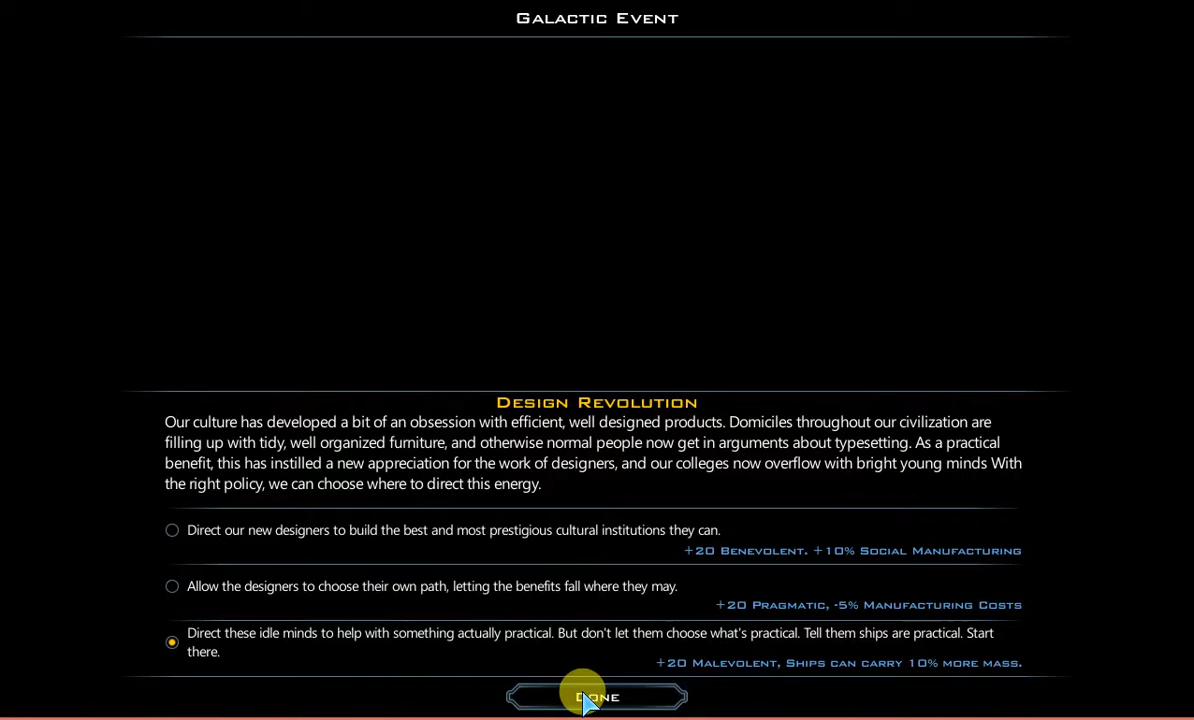 Galactic Event
Design Revolution
Our culture has developed a bit of an obsession with efficient, well designed products. Domiciles throughout our civilization are
filling up with tidy, well organized furniture, and otherwise normal people now get in arguments about typesetting. As a practical
benefit, this has instilled a new appreciation for the work of designers, and our colleges now overflow with bright young minds With
the right policy, we can choose where to direct this energy.
Direct our new designers to build the best and most prestigious cultural institutions they can.
+20 Benevolent. +10% Social Manufacturing
Allow the designers to choose their own path, letting the benefits fall where they may.
+20 Pragmatic, -5% Manufacturing Costs
Direct these idle minds to help with something actually practical. But don't let them choose what's practical. Tell them ships are practical. Start
there.
+20 Malevolent, Ships can carry 10% more mass.
Done